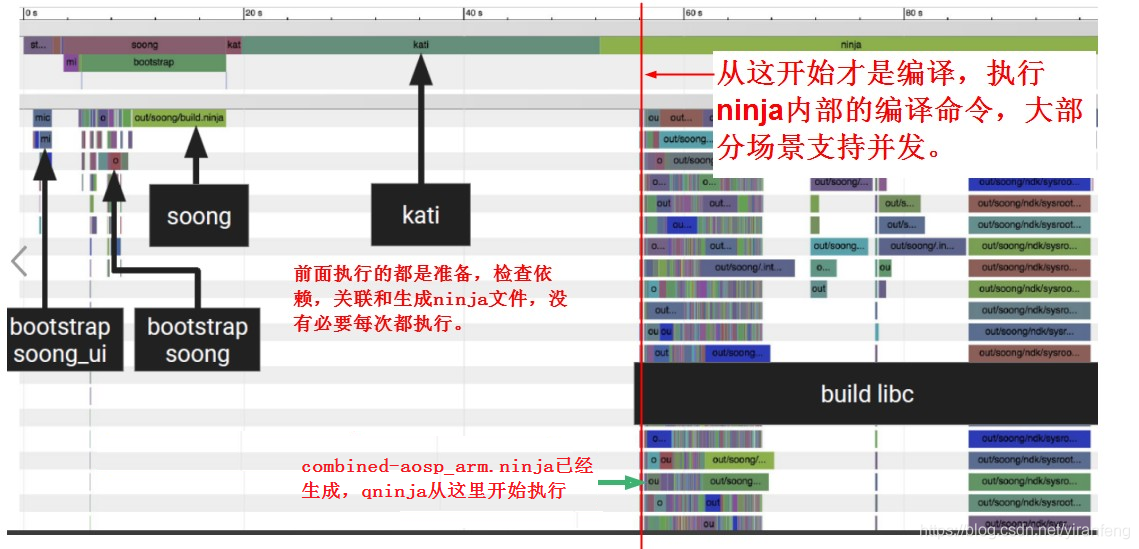 0 s
20 s
40 s
60 s
80 s
st...
soong
kat
kati
ninja
mi
bootstrap
从这开始才是编译，执行
ninja内部的编译命令，大部
分场景支持并发。
mic
o
out/soong/build.ninja
ou
out...
mi
out/soong...
o
o
out/soong
soong
kati
o...
o...
out/soong/...
out/soong/ndk/sysroo...
out
out...
out/s...
out/soong/ndk/sysroot...
ou...
out/s...
out/soong/ndk/sysroot...
o...
out...
out/soong...
out/soong/.in...
out/soong/ndk/sysroo...
前面执行的都是准备，检查依
赖，关联和生成ninja文件，没
有必要每次都执行。
out/soong/.int...
o...
ou
out/soong/ndk/sysroo...
o
out
out/soong/ndk/sysroo...
out...
out/soong/ndk/sysroo...
bootstrap
soong_ui
bootstrap
soong
ou
ou
out/soong/ndk/sysr...
out
out/soong...
out/soong/ndk/sysroo...
build libc
o...
out/soong/ndk/sysroot...
combined-aosp_arm.ninja已经
生成，qninja从这里开始执行
o
ou
out/soong/...
out/soong/ndk/sysroo...
ou
out/soong...
out/soong/ndk/sysroo...
o
out
out/soong/ndk/sysroot...
ou
out/soong/ndk/sysroo...
https://blog.csdn.net/yiranfeng